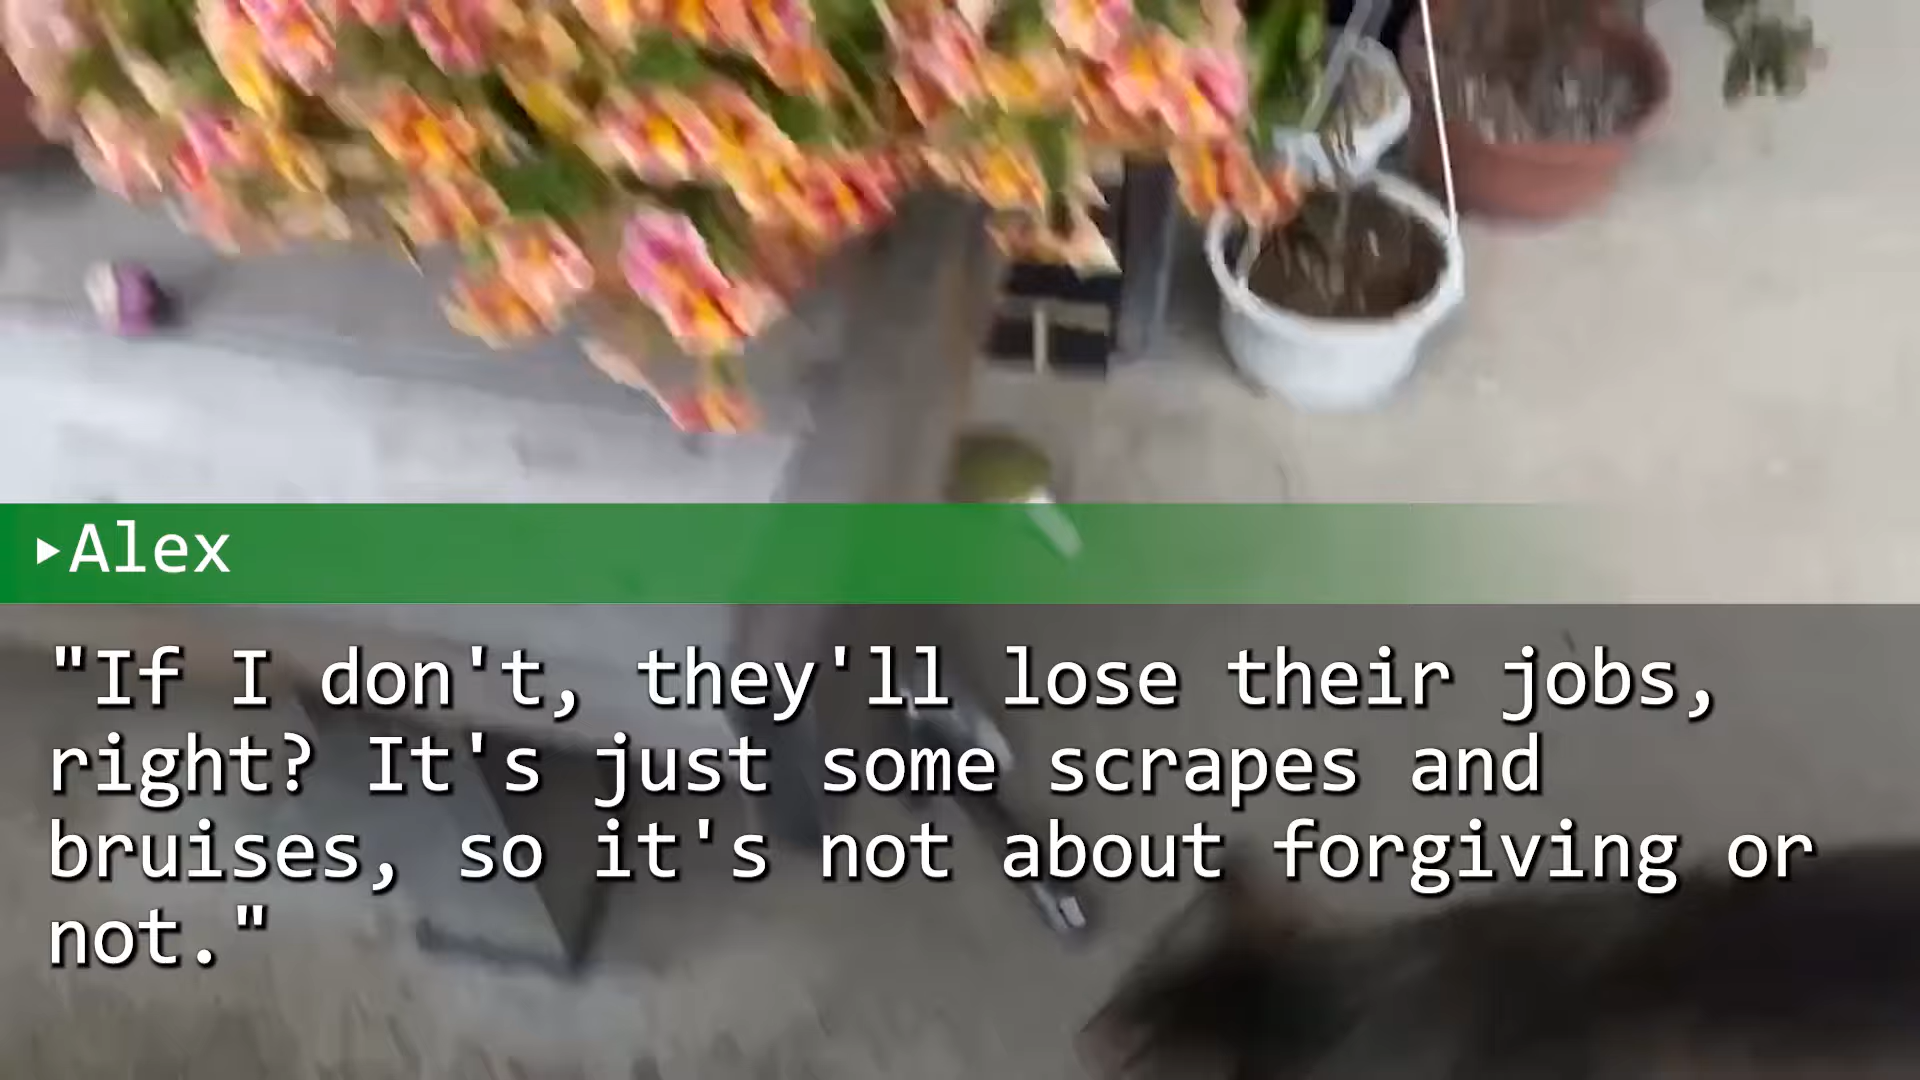 ▸Alex
"If I don't, they'll lose their jobs,
right? It's just some scrapes and
bruises, so it's not about forgiving or
not."